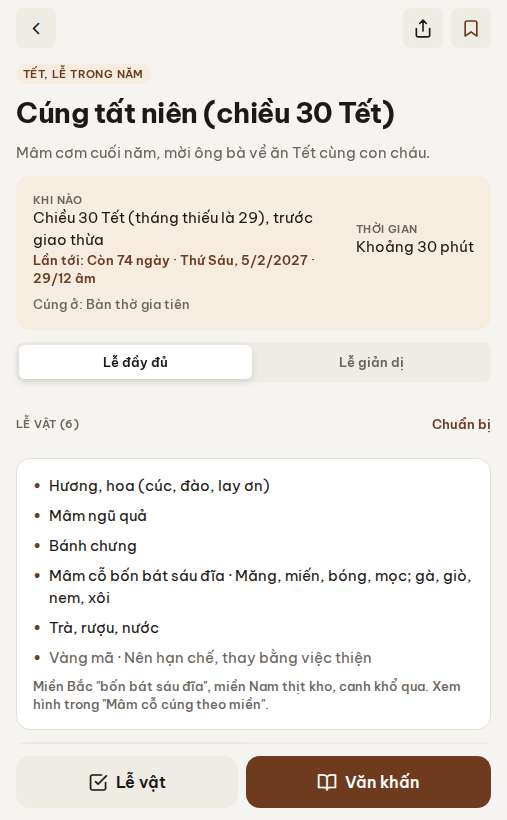 TẾT, LỄ TRONG NĂM
Cúng tất niên (chiều 30 Tết)
Mâm cơm cuối năm, mời ông bà về ăn Tết cùng con cháu.
KHI NÀO
Chiều 30 Tết (tháng thiếu là 29), trước
giao thừa
Lần tới: Còn 74 ngày · Thứ Sáu, 5/2/2027 ·
29/12 âm
Cúng ở: Bàn thờ gia tiên
THỜI GIAN
Khoảng 30 phút
Lễ đầy đủ
Lễ giản dị
LỄ VẬT (6)
Chuẩn bị
• Hương, hoa (cúc, đào, lay ơn)
• Mâm ngũ quả
• Bánh chưng
• Mâm cỗ bốn bát sáu đĩa · Măng, miến, bóng, mọc; gà, giò,
nem, xôi
• Trà, rượu, nước
• Vàng mã · Nên hạn chế, thay bằng việc thiện
Miền Bắc "bốn bát sáu đĩa", miền Nam thịt kho, canh khổ qua. Xem
hình trong "Mâm cỗ cúng theo miền".
Lễ vật
Văn khấn